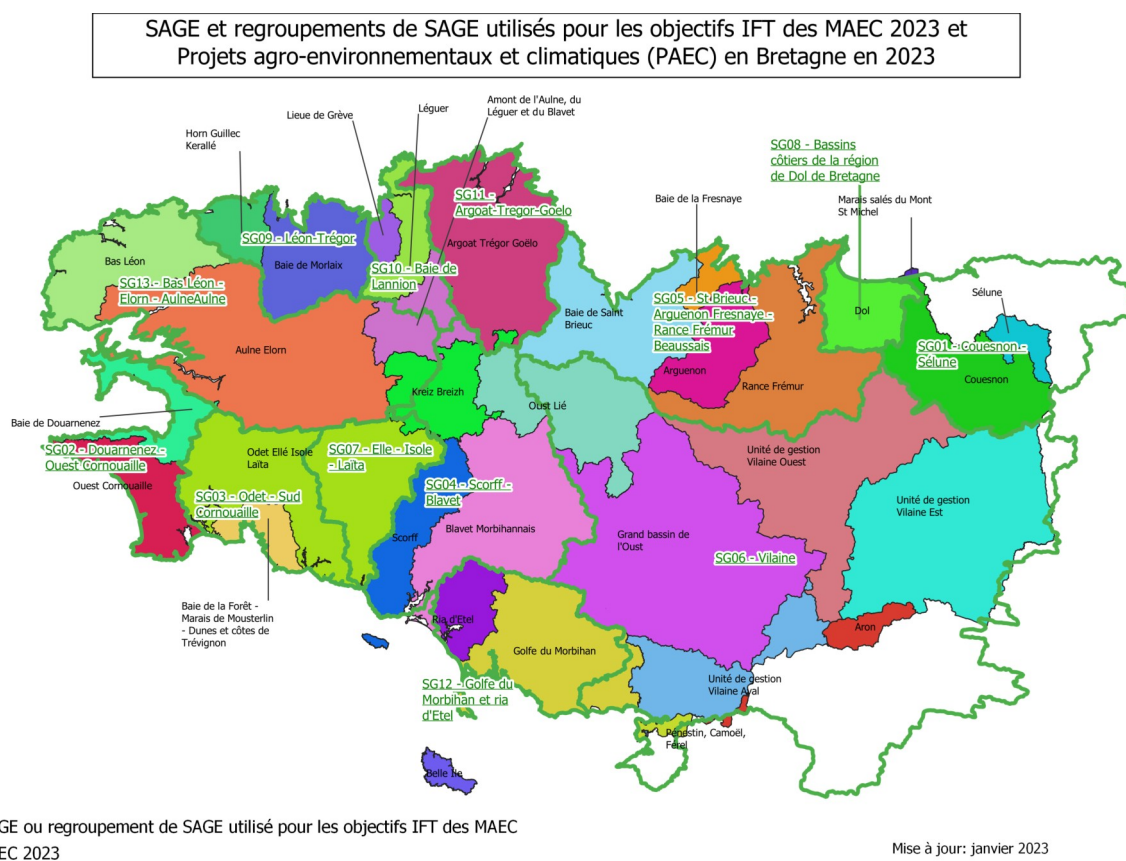 SAGE et regroupements de SAGE utilisés pour les objectifs IFT des MAEC 2023 et
Projets agro-environnementaux et climatiques (PAEC) en Bretagne en 2023
Amont de l'Aulne, du
Léguer et du Blavet
Léguer
Lieue de Grève
Horn Guillec
Kerallé
SG08 - Bassins
côtiers de la région
de Dol de Bretagne
SG11 -
Argoat-Tregor-Goelo
Baie de la Fresnaye
Marais salés du Mont
St Michel
SG09 - Léon-Trégor
Argoat Trégor Goëlo
Bas Léon
Baie de Morlaix
SG10 - Baie de
Lannion
SG13 - Bas Léon -
Elorn - AulneAulne
Sélune
SG05 - St Brieuc -
Arguenon Fresnaye -
Rance Frémur
Beaussais
Baie de Saint
Brieuc
Dol
SG01 - Couesnon -
Sélune
Aulne Elorn
Arguenon
Rance Frémur
Couesnon
Kreiz Breizh
Oust Lié
Baie de Douarnenez
SG02 - Douarnenez -
Ouest Cornouaille
Odet Ellé Isole
Laïta
SG07 - Elle - Isole
- Laïta
Unité de gestion
Vilaine Ouest
Ouest Cornouaille
SG04 - Scorff -
Blavet
SG03 - Odet - Sud
Cornouaille
Unité de gestion
Vilaine Est
Blavet Morbihannais
Scorff
Grand bassin de
l'Oust
SG06 - Vilaine
Baie de la Forêt -
Marais de Mousterlin
- Dunes et côtes de
Trévignon
Ria d'Etel
Aron
Golfe du Morbihan
SG12 - Golfe du
Morbihan et ria
d'Etel
Unité de gestion
Vilaine Aval
Pénestin, Camoël,
Férel
Belle Ile
GE ou regroupement de SAGE utilisé pour les objectifs IFT des MAEC
EC 2023
Mise à jour: janvier 2023